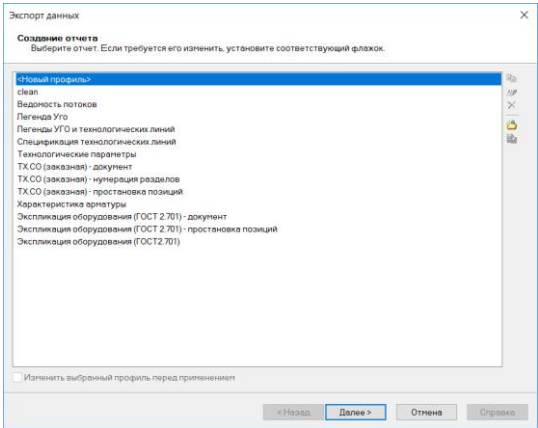 Экспорт данных
Создание отчета
Выберите отчет. Если требуется его изменить, установите соответствующий флажок.
<Новый профиль>
clean
Ведомость потоков
Легенда Уго
Легенды УГО и технологических линий
Спецификация технологических линий
Технологические параметры
ТХ.СО (заказная) - документ
ТХ.СО (заказная) - нумерация разделов
ТХ.СО (заказная) - простановка позиций
Характеристика арматуры
Экспликация оборудования (ГОСТ 2.701) - документ
Экспликация оборудования (ГОСТ 2.701) - простановка позиций
Экспликация оборудования (ГОСТ2.701)
Изменить выбранный профиль перед применением
< Назад Далее > Отмена Справка